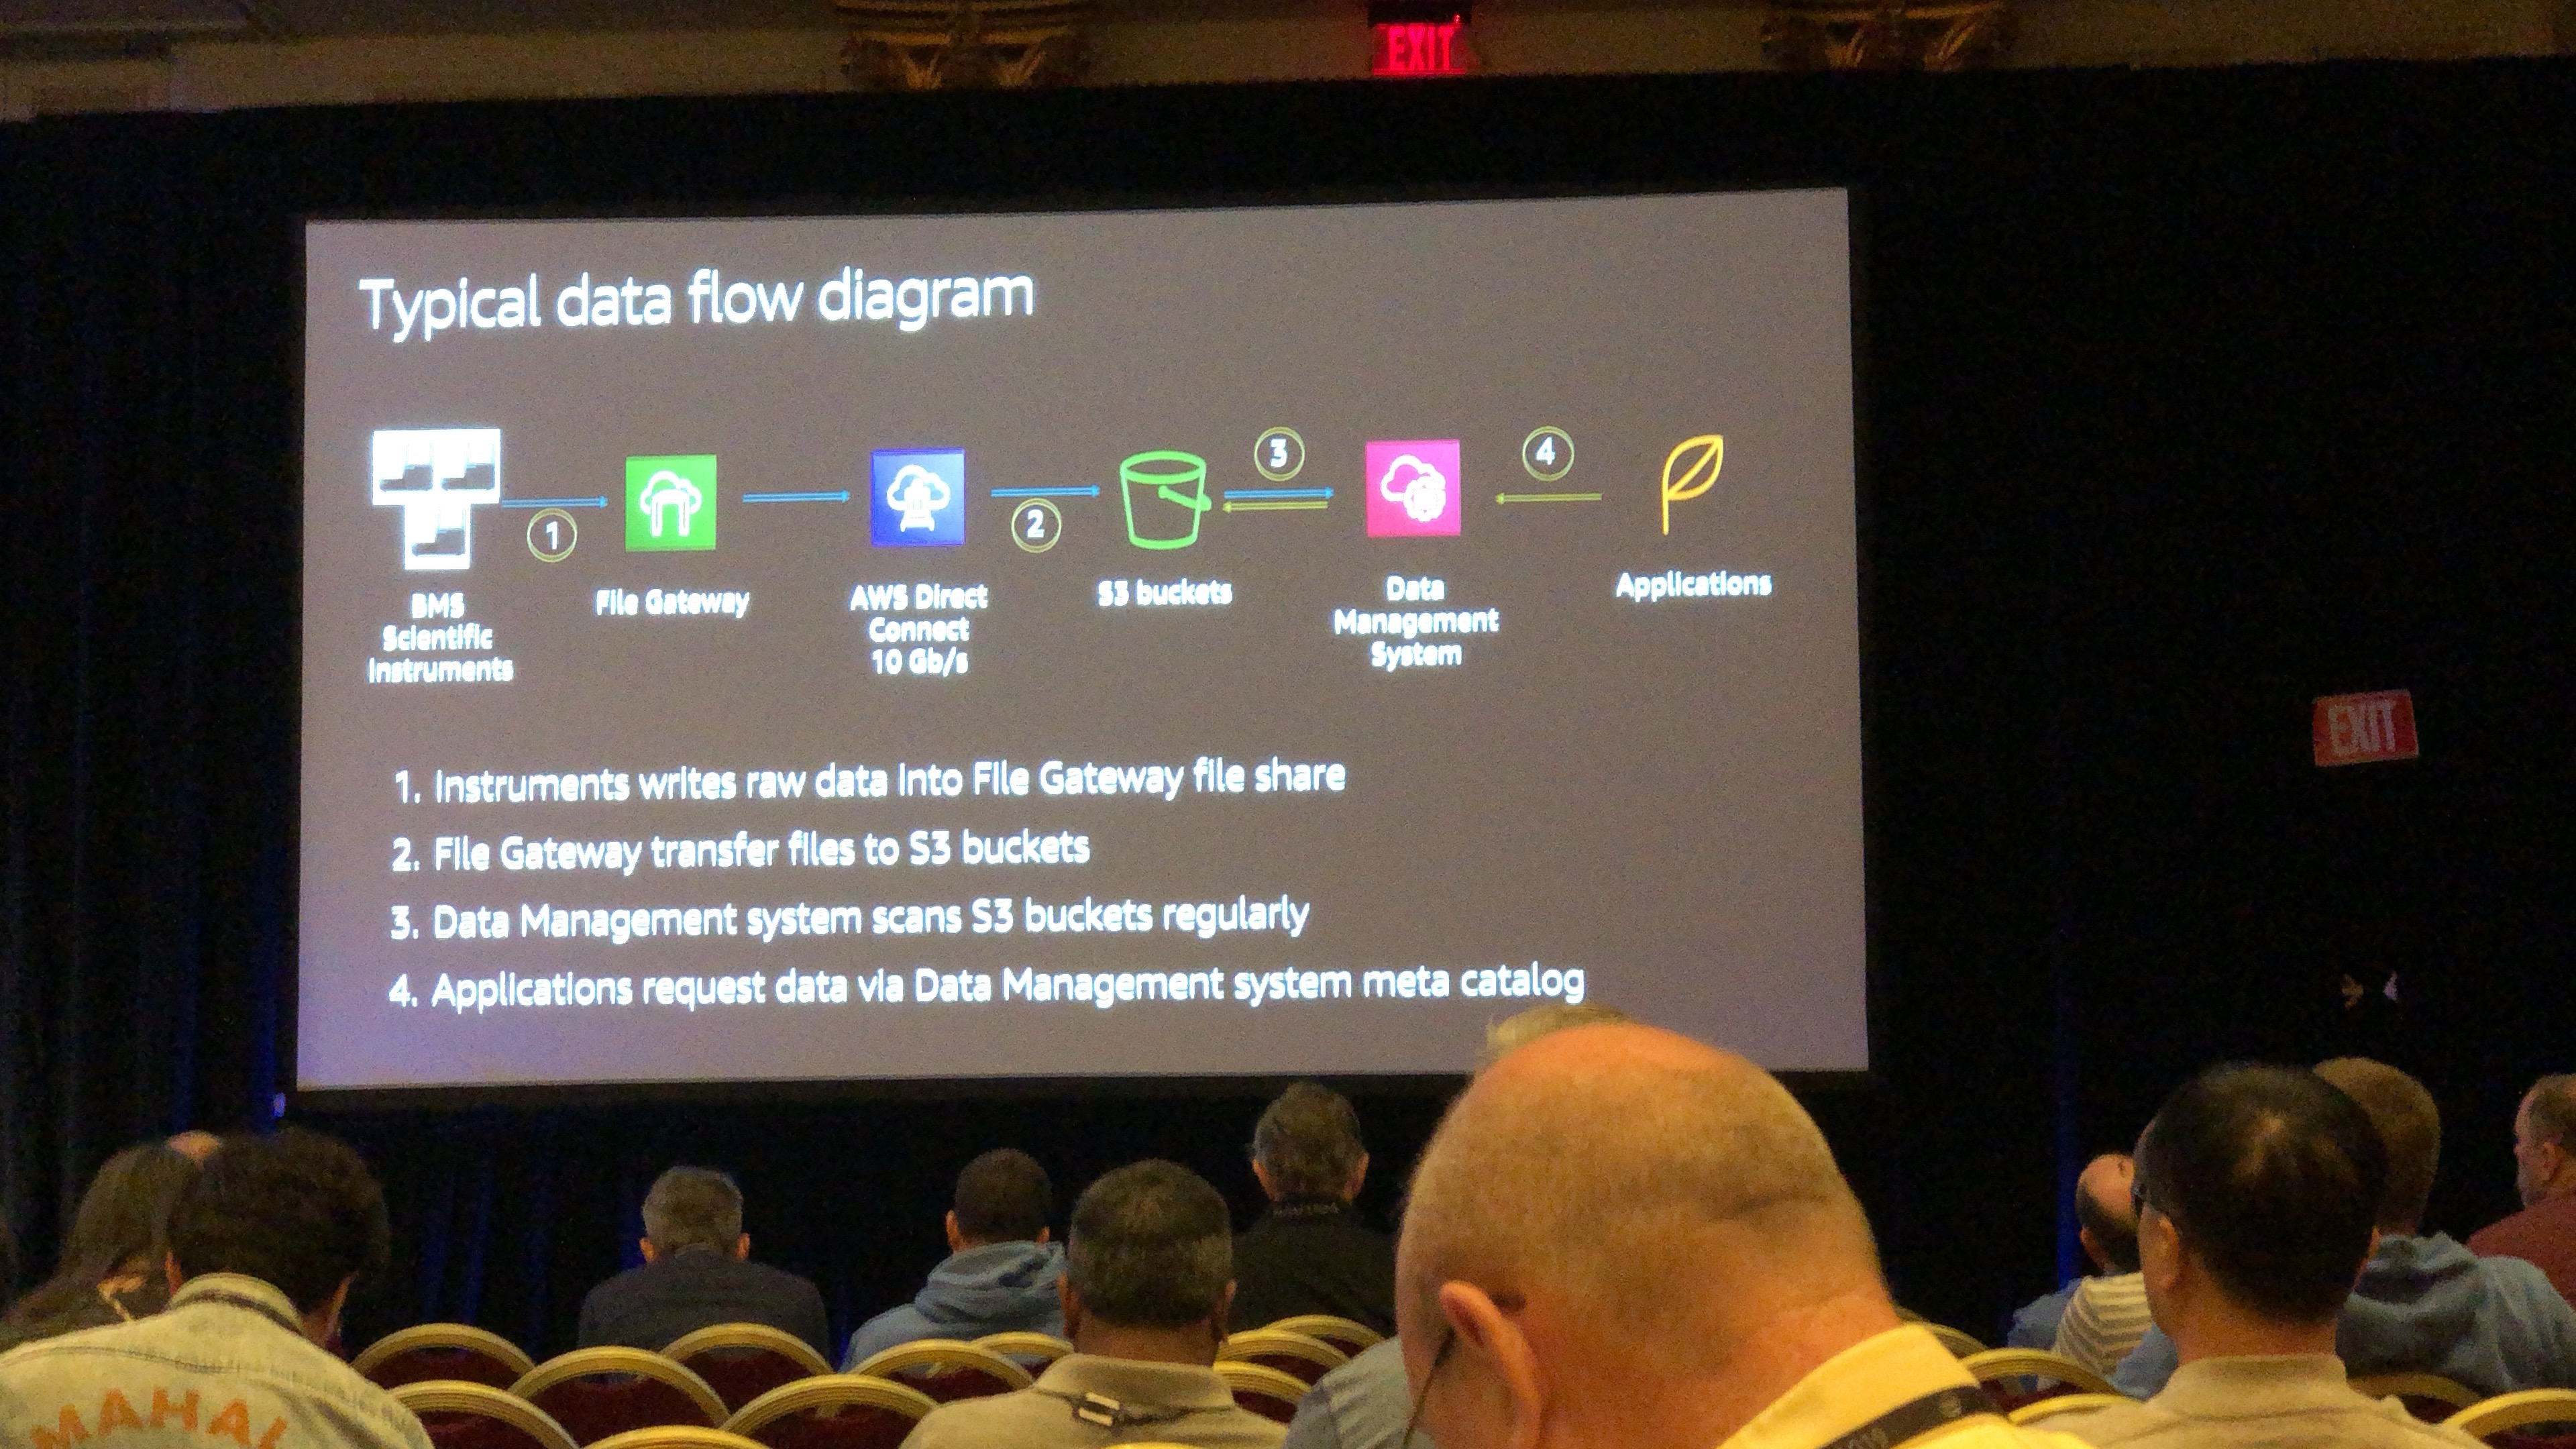 EXIT
Typical data flow diagram
3
4
1
2
BMS
Scientific
Instruments
File Gateway
AWS Direct
Connect
10 Gb/s
S3 buckets
Data
Management
System
Applications
EXIT
1. Instruments writes raw data into File Gateway file share
2. File Gateway transfer files to S3 buckets
3. Data Management system scans S3 buckets regularly
4. Applications request data via Data Management system meta catalog